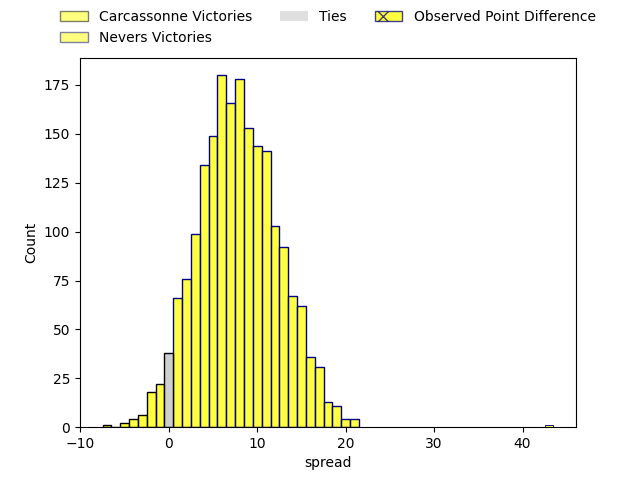 Carcassonne Victories
Ties
Observed Point Difference
Nevers Victories
175
150
125
100
75
50
25
0
Count
−10
0
10
20
30
40
spread